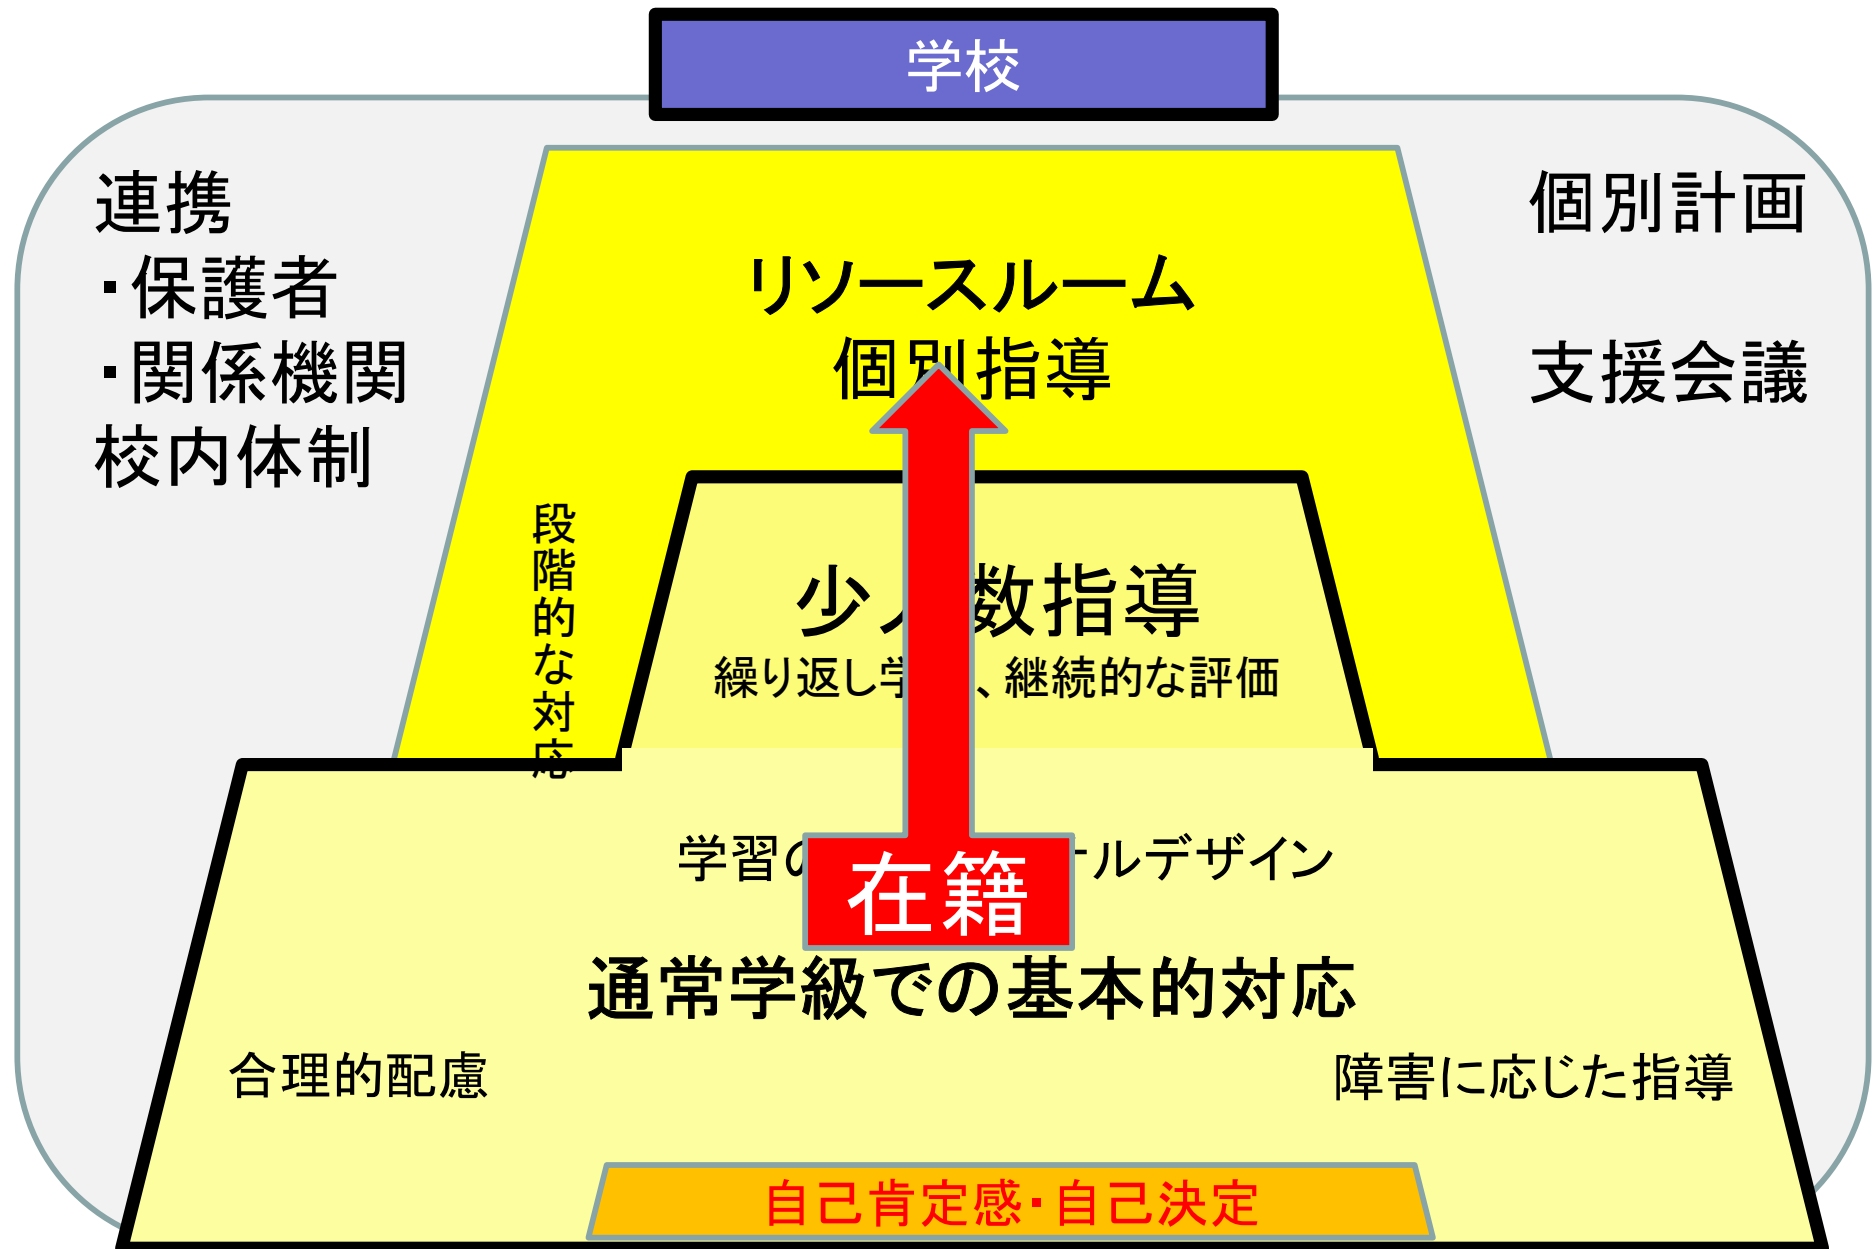 学校
連携
・保護者
・関係機関
校内体制
個別計画
支援会議
リソースルーム
個別指導
段階的な対応
少人数指導
繰り返し学、継続的な評価
学習の
ナルデザイン
在籍
通常学級での基本的対応
合理的配慮
障害に応じた指導
自己肯定感・自己決定